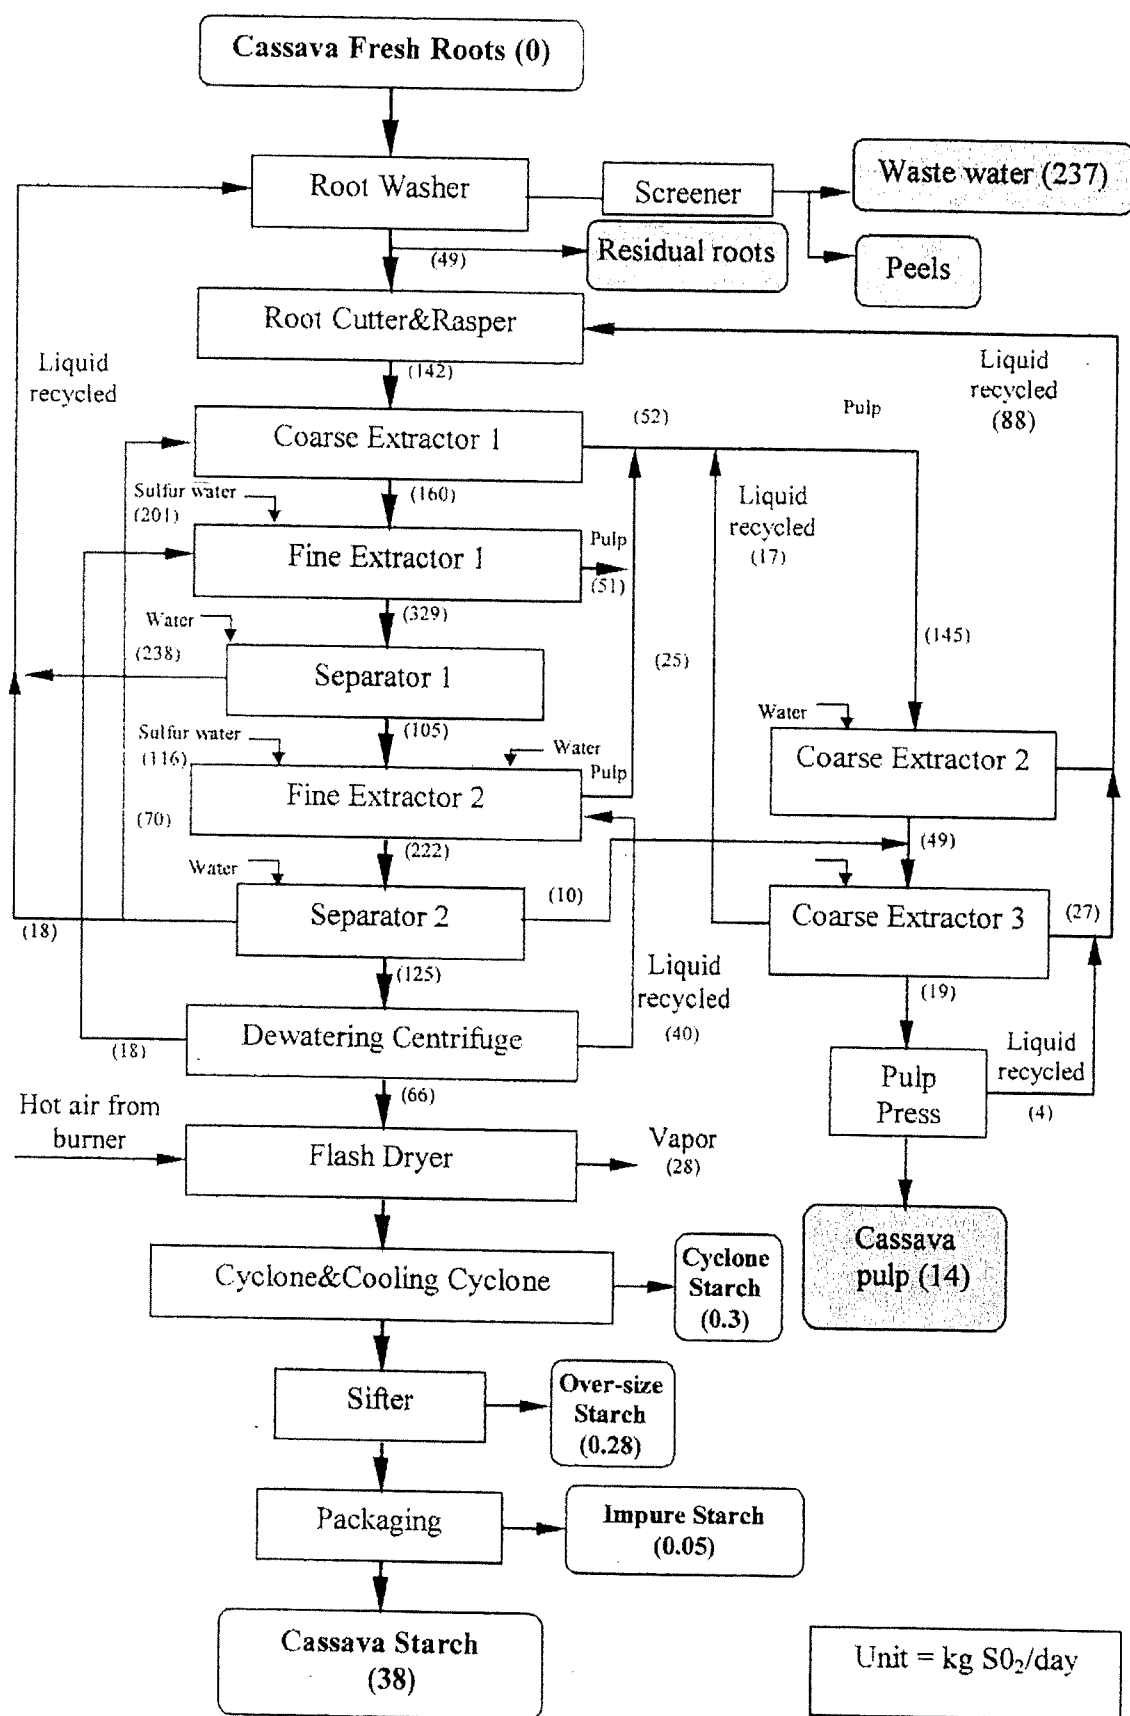 Cassava Fresh Roots (0)
Root Washer
Screener
Waste water (237)
(49)
Residual roots
Peels
Root Cutter&Rasper
Liquid
recycled
(142)
Liquid
recycled
(88)
Coarse Extractor 1
(52)
Pulp
Sulfur water
(201)
(160)
Liquid
recycled
(17)
Fine Extractor 1
Pulp
(51)
Water
(329)
(238)
Separator 1
(25)
(145)
Sulfur water
(116)
(105)
Water
Pulp
Water
Coarse Extractor 2
Fine Extractor 2
(70)
(222)
(49)
Water
(10)
Separator 2
(18)
Coarse Extractor 3
(27)
(125)
Liquid
recycled
(40)
(19)
Dewatering Centrifuge
(18)
Liquid
recycled
(4)
Pulp
Press
(66)
Hot air from
burner
Flash Dryer
Vapor
(28)
Cassava
pulp (14)
Cyclone&Cooling Cyclone
Cyclone
Starch
(0.3)
Sifter
Over-size
Starch
(0.28)
Packaging
Impure Starch
(0.05)
Cassava Starch
(38)
Unit = kg S0₂/day